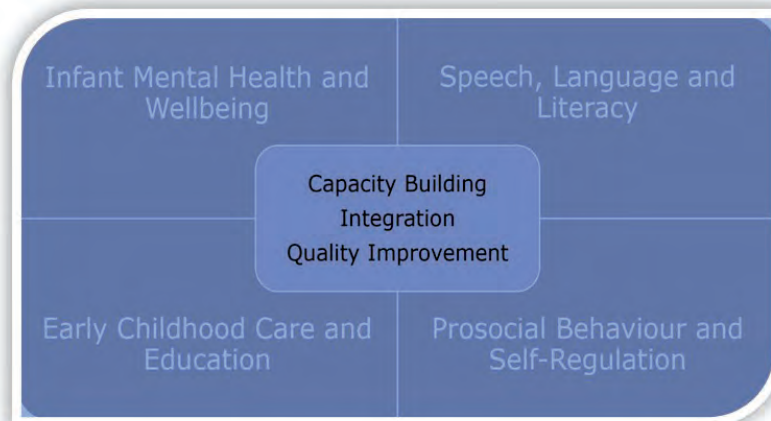 Infant Mental Health and
Wellbeing
Speech, Language and
Literacy
Capacity Building
Integration
Quality Improvement
Early Childhood Care and
Education
Prosocial Behaviour and
Self-Regulation